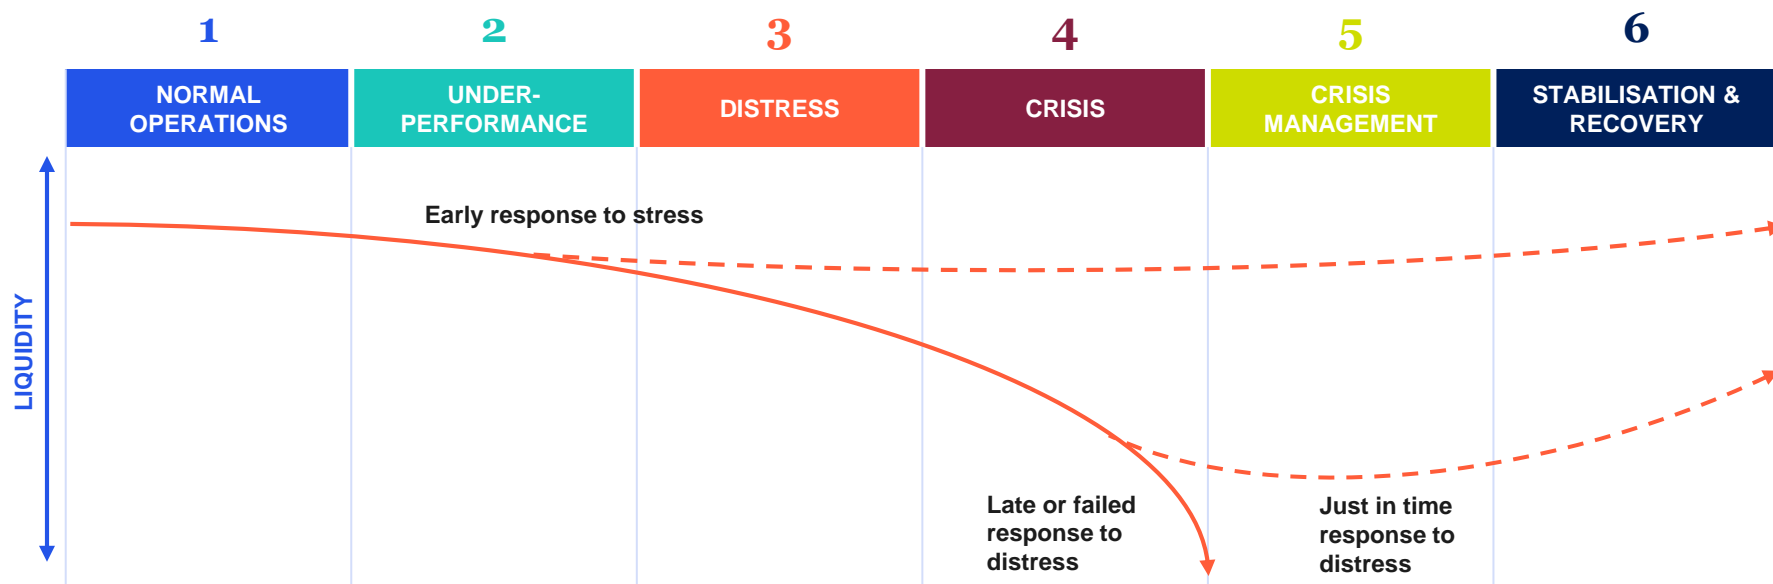 1
2
3
4
5
6
NORMAL
OPERATIONS
UNDER-
PERFORMANCE
DISTRESS
CRISIS
CRISIS
MANAGEMENT
STABILISATION &
RECOVERY
LIQUIDITY
Early response to stress
Late or failed
response to
distress
Just in time
response to
distress